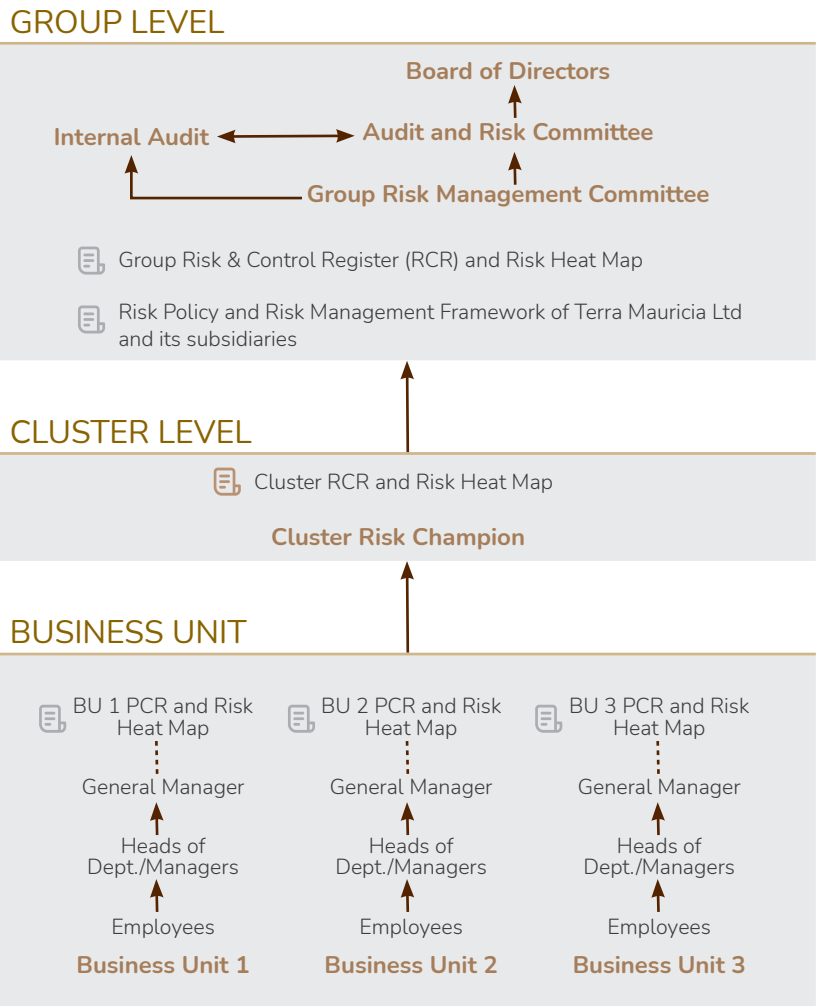 GROUP LEVEL
Board of Directors
Internal Audit
Audit and Risk Committee
Group Risk Management Committee
Group Risk & Control Register (RCR) and Risk Heat Map
Risk Policy and Risk Management Framework of Terra Mauricia Ltd
and its subsidiaries
CLUSTER LEVEL
Cluster RCR and Risk Heat Map
Cluster Risk Champion
BUSINESS UNIT
BU 1 PCR and Risk
Heat Map
General Manager
Heads of
Dept./Managers
Employees
Business Unit 1
BU 2 PCR and Risk
Heat Map
General Manager
Heads of
Dept./Managers
Employees
Business Unit 2
BU 3 PCR and Risk
Heat Map
General Manager
Heads of
Dept./Managers
Employees
Business Unit 3